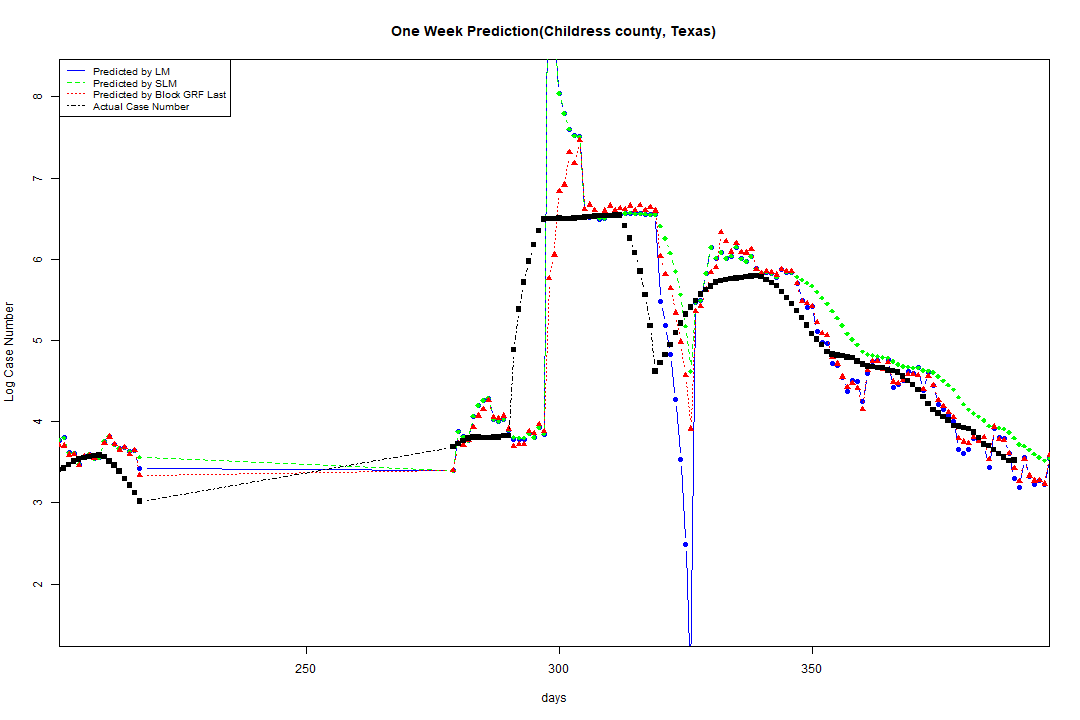 One Week Prediction(Childress county, Texas)
Predicted by LM
Predicted by SLM
Predicted by Block GRF Last
Actual Case Number
Log Case Number
8
7
6
5
4
3
2
250 300 350
days